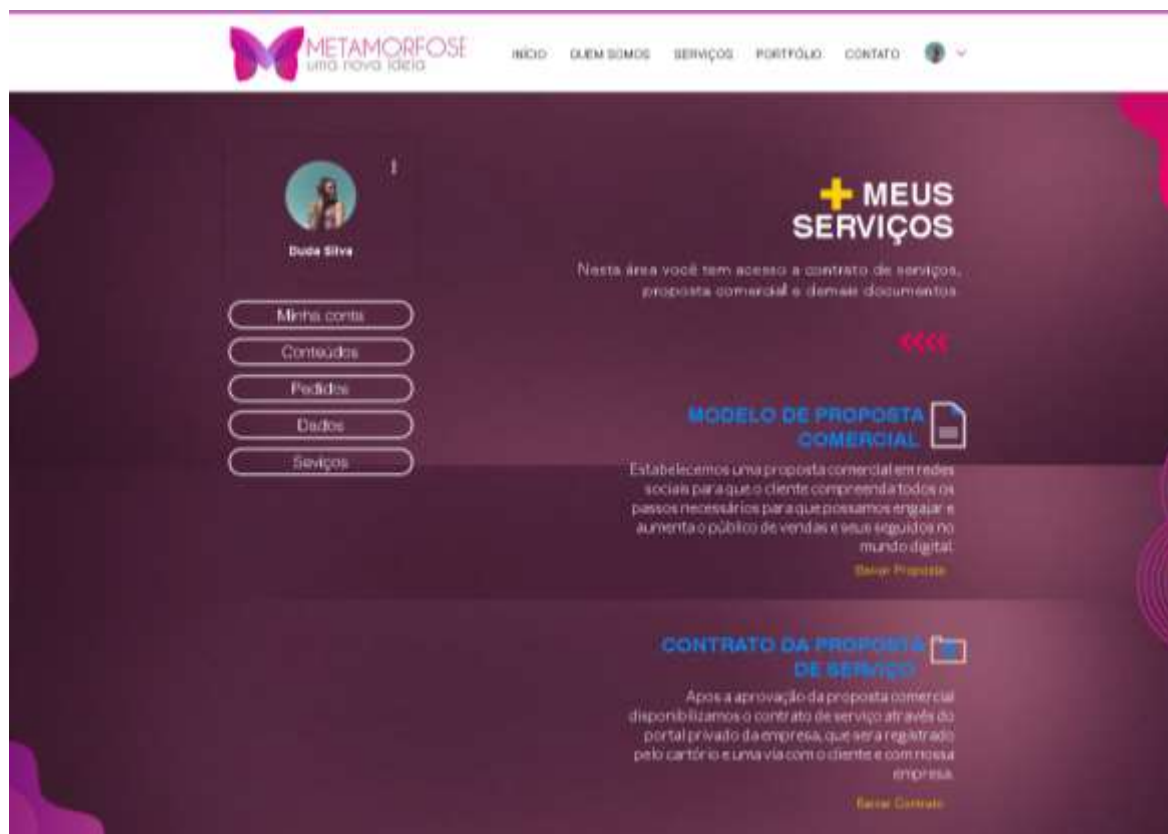 METAMORFOSE
uma nova ideia
INÍCIO QUEM SOMOS SERVIÇOS PORTFÓLIO CONTATO
Duda Silva
Minha conta
Conteúdos
Pedidos
Dados
Seviços
+ MEUS
SERVIÇOS
Nesta área você tem acesso a contrato de serviços,
proposta comercial e demais documentos
MODELO DE PROPOSTA
COMERCIAL
Estabelecemos uma proposta comercial em redes
sociais para que o cliente compreenda todos os
passos necessários para que possamos engajar e
aumenta o público de vendas e seus seguidos no
mundo digital.
Baixar Proposta
CONTRATO DA PROPOSTA
DE SERVIÇO
Apos a aprovação da proposta comercial
disponibilizamos o contrato de serviço através do
portal privado da empresa, que sera registrado
pelo cartório e uma via com o cliente e com nossa
empresa.
Baixar Contrato